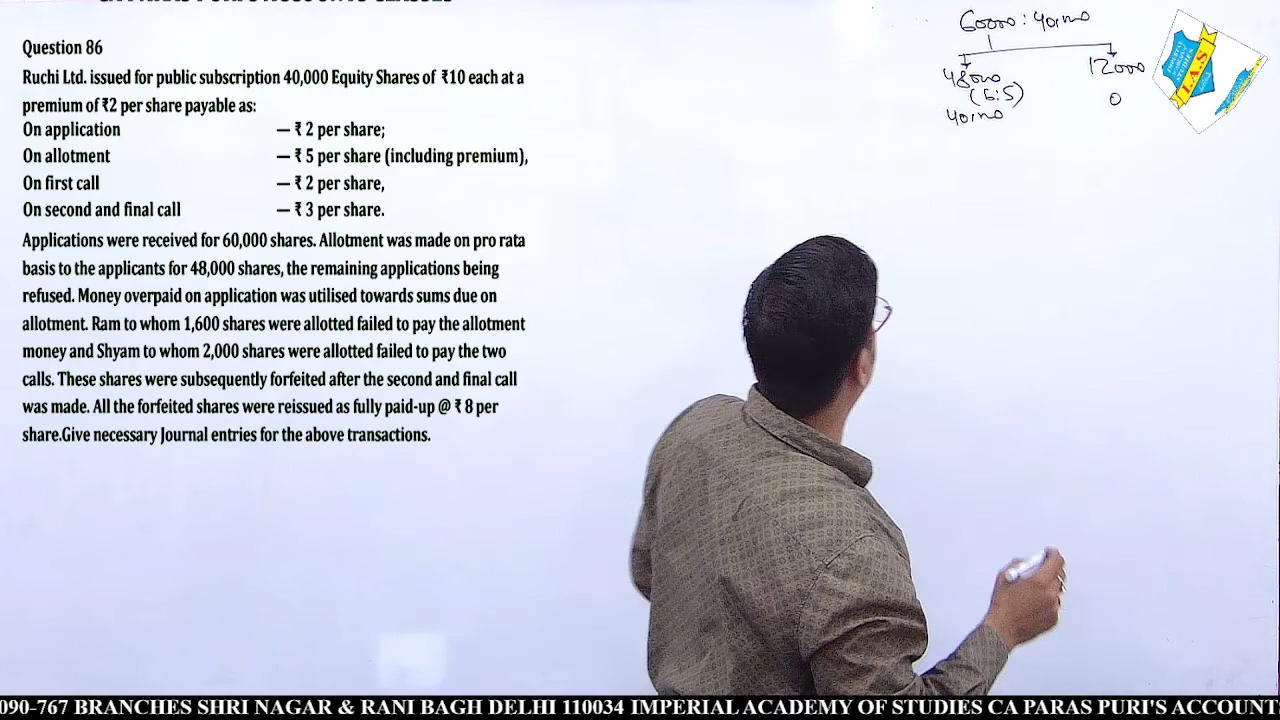 Question 86
Ruchi Ltd. issued for public subscription 40,000 Equity Shares of ₹10 each at a
premium of ₹2 per share payable as:
On application — ₹ 2 per share;
On allotment — ₹ 5 per share (including premium),
On first call — ₹ 2 per share,
On second and final call — ₹ 3 per share.
Applications were received for 60,000 shares. Allotment was made on pro rata
basis to the applicants for 48,000 shares, the remaining applications being
refused. Money overpaid on application was utilised towards sums due on
allotment. Ram to whom 1,600 shares were allotted failed to pay the allotment
money and Shyam to whom 2,000 shares were allotted failed to pay the two
calls. These shares were subsequently forfeited after the second and final call
was made. All the forfeited shares were reissued as fully paid-up @ ₹ 8 per
share.Give necessary Journal entries for the above transactions.
60000 : 40,000
48000 12000
(6:5) 0
40,000
I.A.S
090-767 BRANCHES SHRI NAGAR & RANI BAGH DELHI 110034 IMPERIAL ACADEMY OF STUDIES CA PARAS PURI'S ACCOUNT